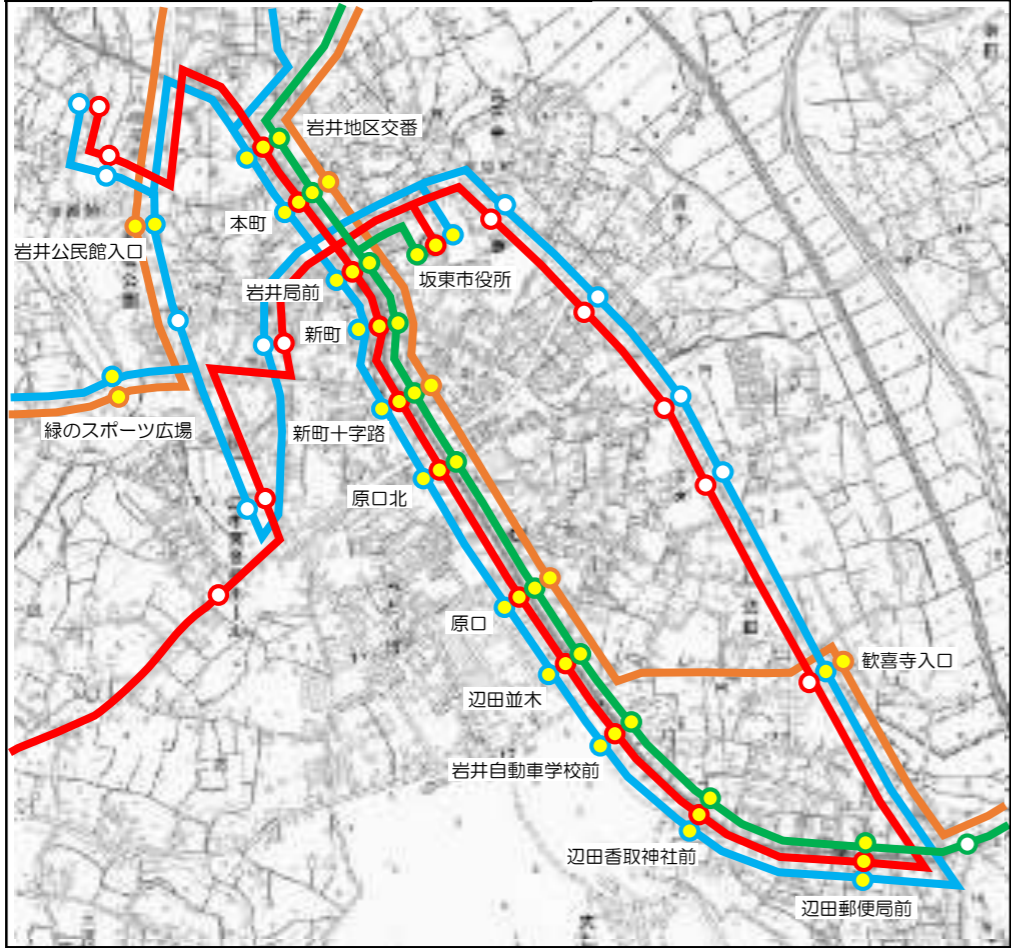 岩井地区交番
本町
岩井公民館入口
岩井局前
坂東市役所
新町
緑のスポーツ広場
新町十字路
原口北
原口
歓喜寺入口
辺田並木
岩井自動車学校前
辺田香取神社前
辺田郵便局前